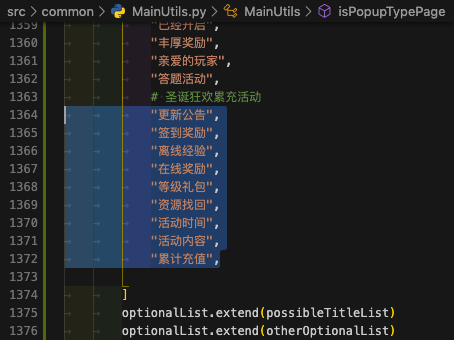 src > common > MainUtils.py > MainUtils > isPopupTypePage
1359 "已经开启",
1360 "丰厚奖励",
1361 "亲爱的玩家",
1362 "答题活动",
1363 # 圣诞狂欢累充活动
1364 "更新公告",
1365 "签到奖励",
1366 "离线经验",
1367 "在线奖励",
1368 "等级礼包",
1369 "资源找回",
1370 "活动时间",
1371 "活动内容",
1372 "累计充值",
1373
1374 ]
1375 optionalList.extend(possibleTitleList)
1376 optionalList.extend(otherOptionalList)